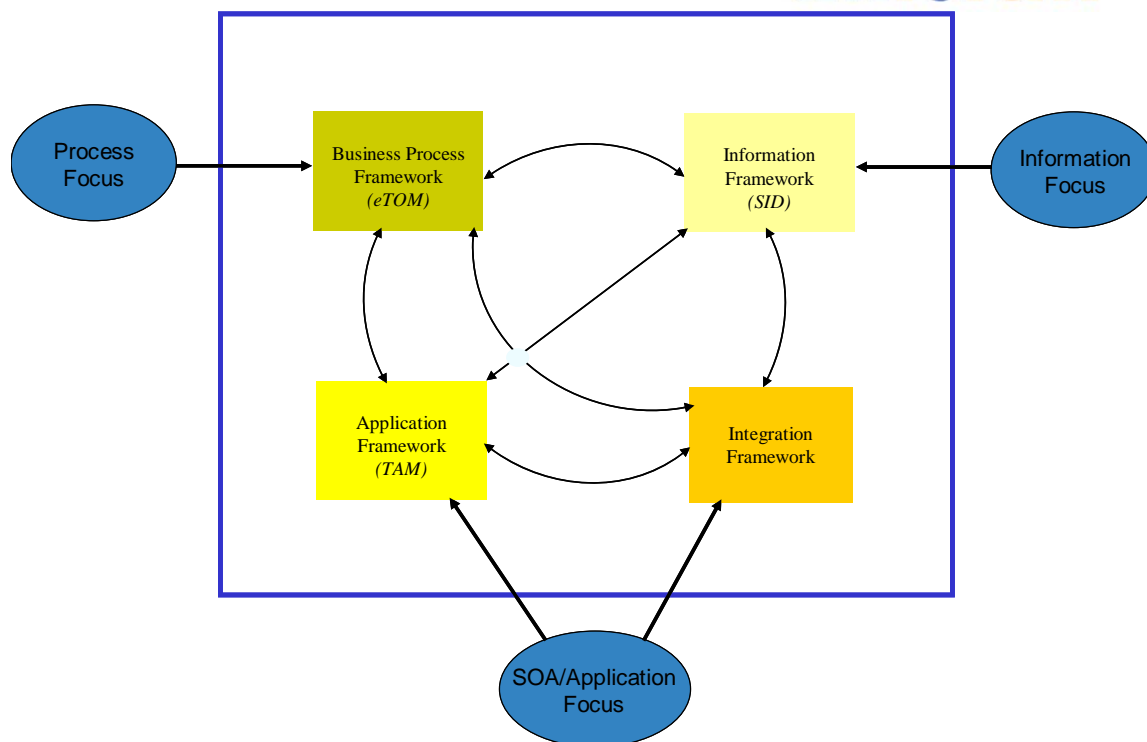 Process
Focus
Business Process
Framework
(eTOM)
Information
Framework
(SID)
Information
Focus
Application
Framework
(TAM)
Integration
Framework
SOA/Application
Focus